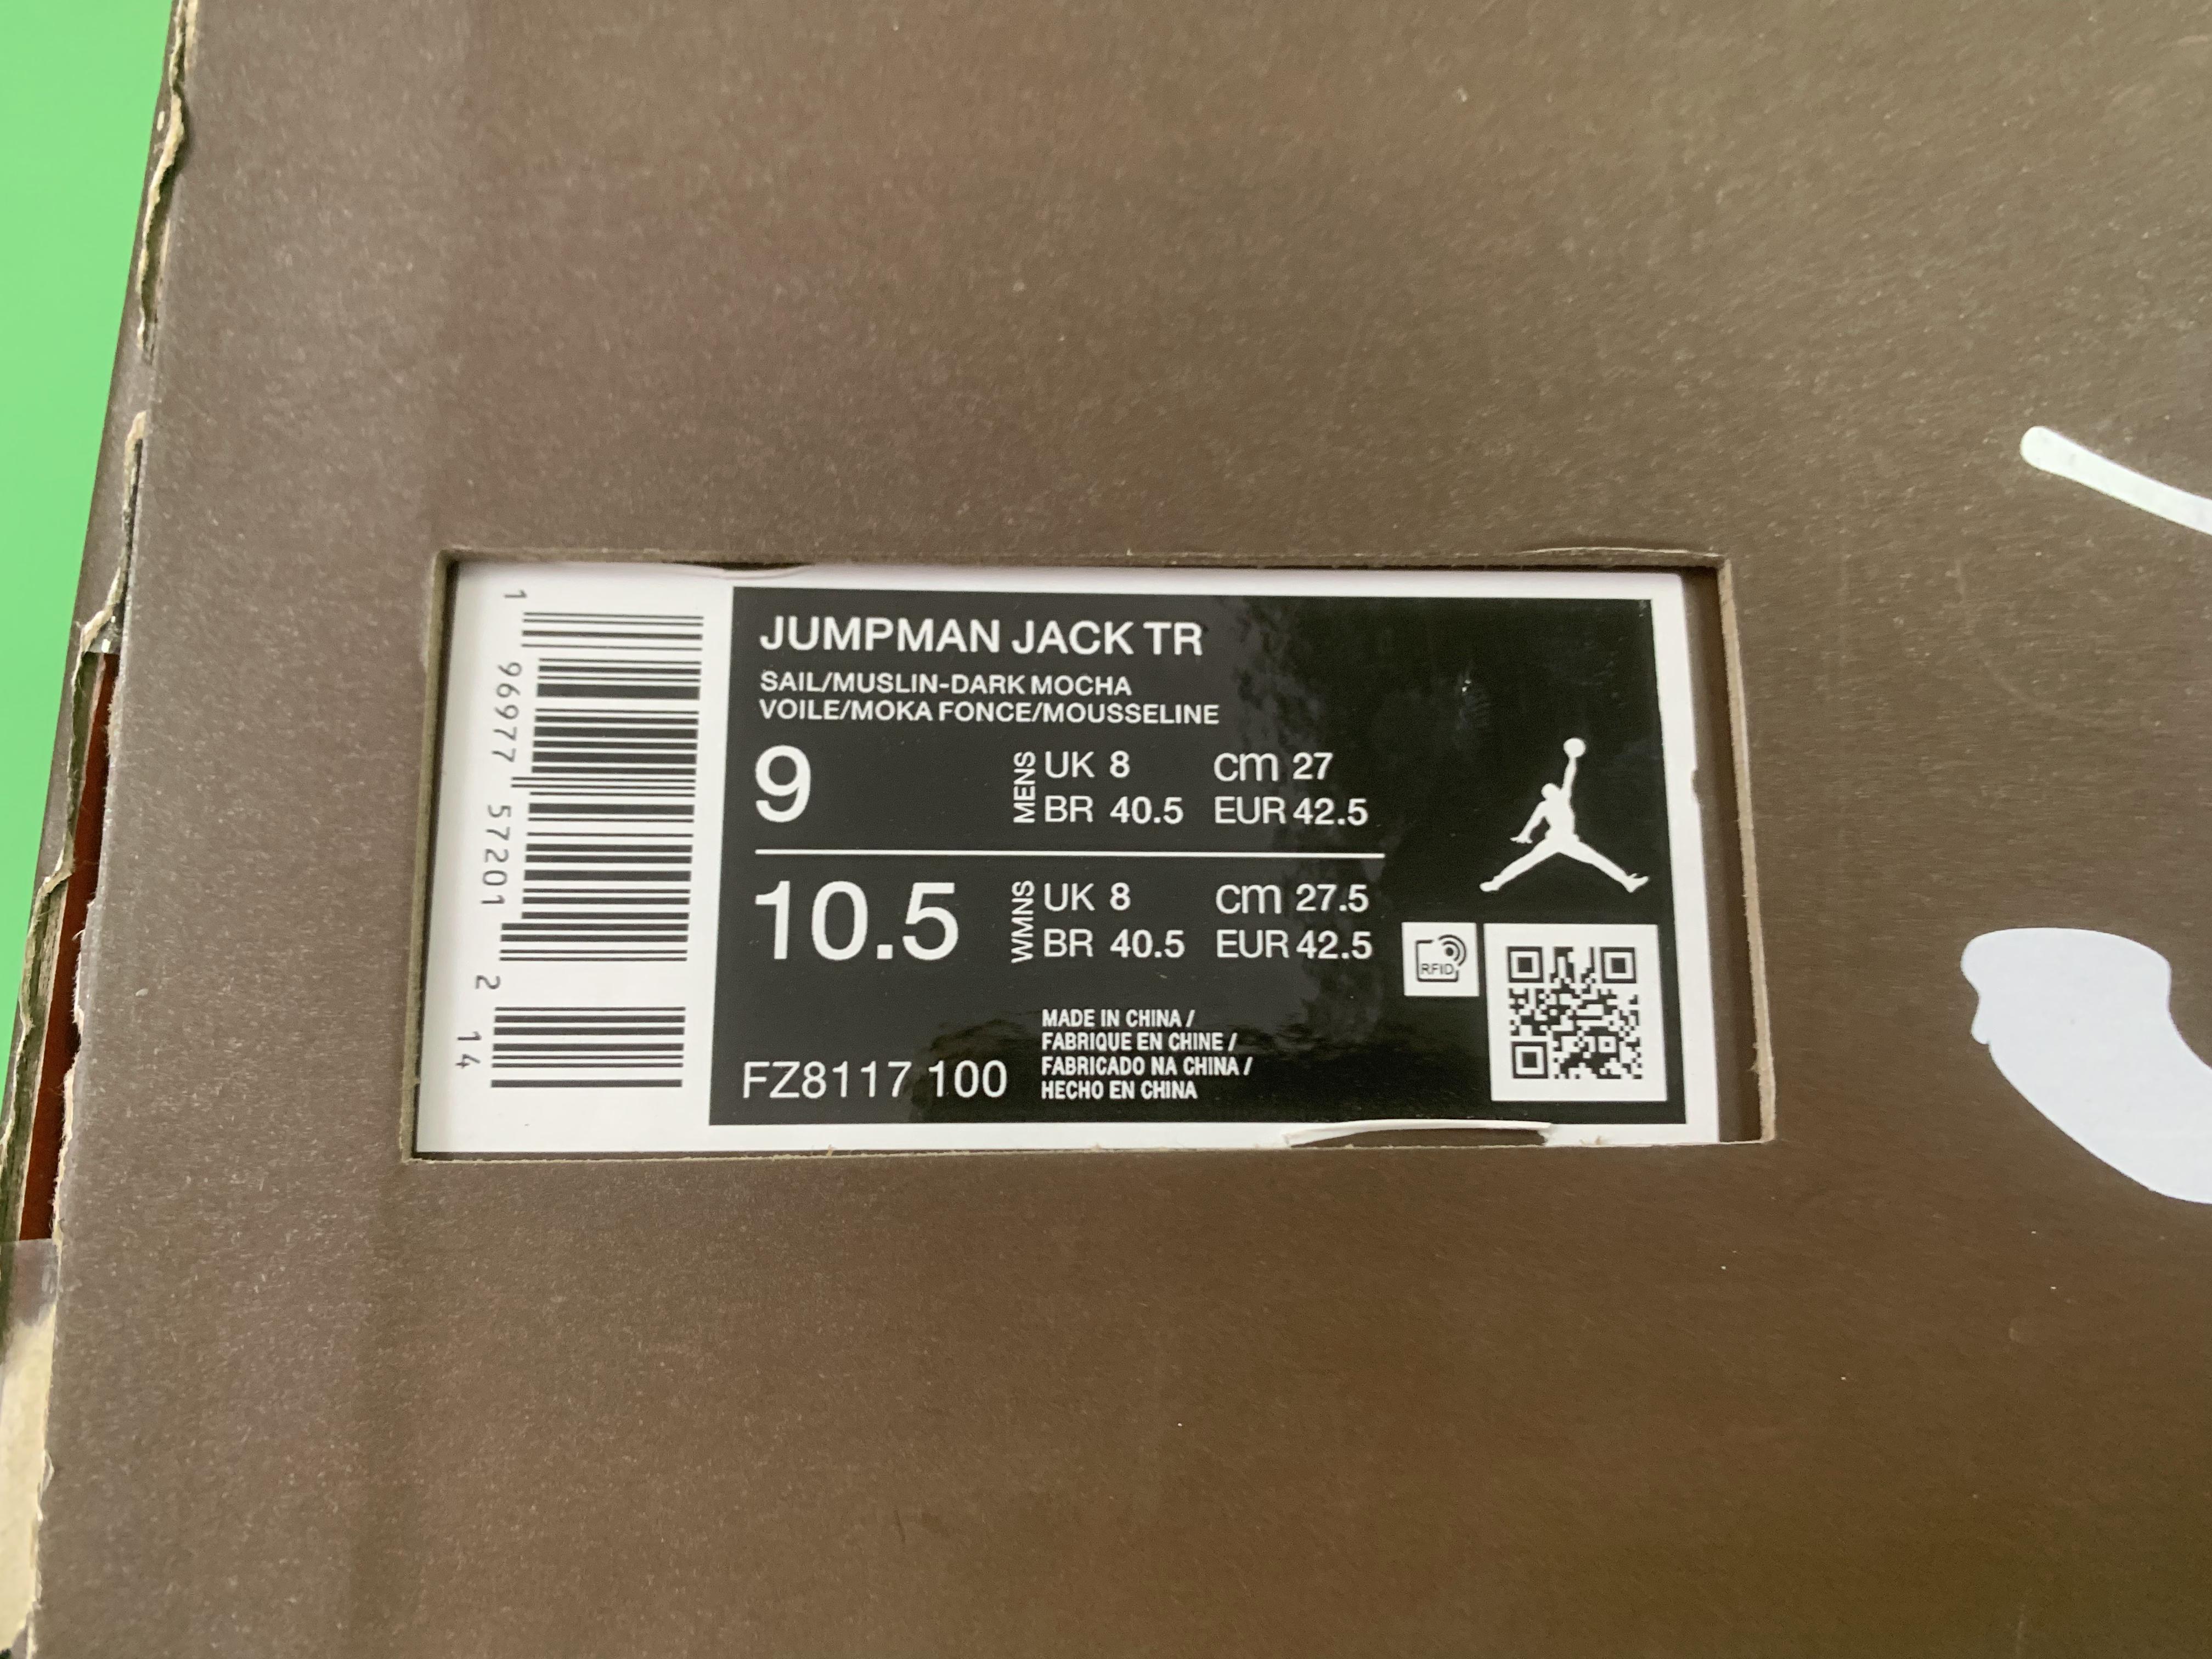 1 96977 57201 2 14
JUMPMAN JACK TR
SAIL/MUSLIN-DARK MOCHA
VOILE/MOKA FONCE/MOUSSELINE
9 MENS UK 8 cm 27
BR 40.5 EUR 42.5
10.5 WMNS UK 8 cm 27.5
BR 40.5 EUR 42.5
RFID
MADE IN CHINA /
FABRIQUE EN CHINE /
FABRICADO NA CHINA /
HECHO EN CHINA
FZ8117 100